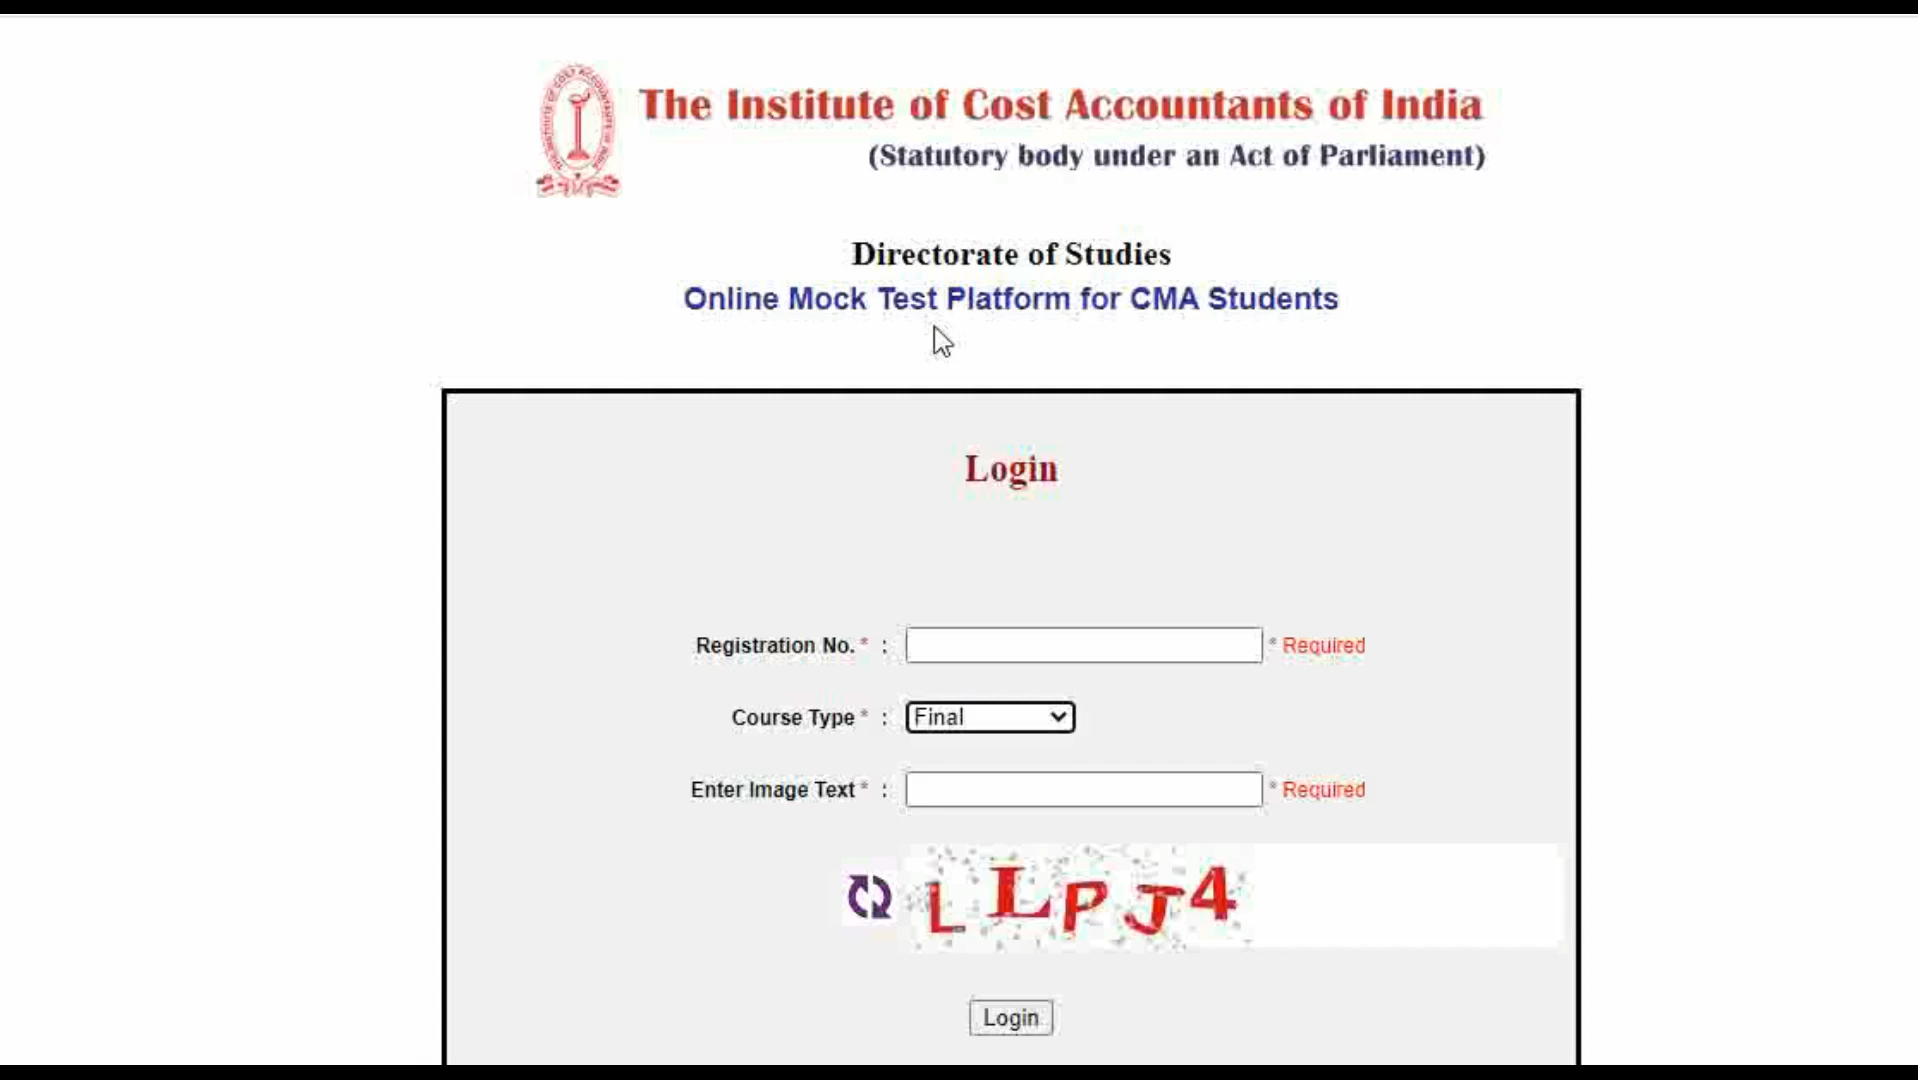 The Institute of Cost Accountants of India
(Statutory body under an Act of Parliament)
Directorate of Studies
Online Mock Test Platform for CMA Students
Login
Registration No. * : * Required
Course Type * : Final
Enter Image Text * : * Required
L L P J 4
Login